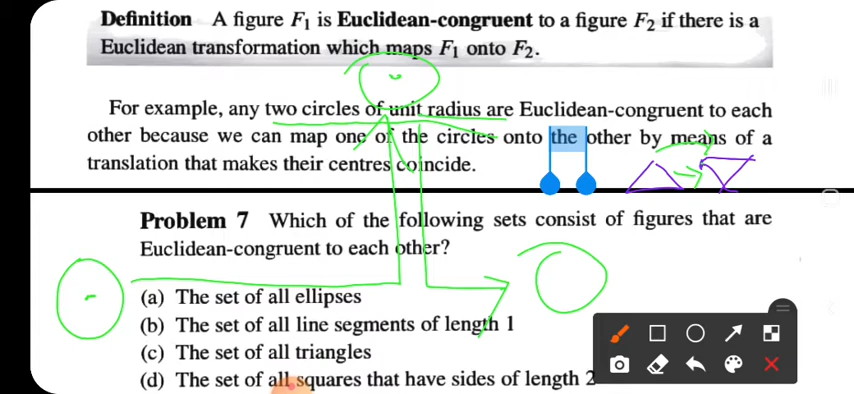 Definition A figure F₁ is Euclidean-congruent to a figure F₂ if there is a
Euclidean transformation which maps F₁ onto F₂.
For example, any two circles of unit radius are Euclidean-congruent to each
other because we can map one of the circles onto the other by means of a
translation that makes their centres coincide.
Problem 7 Which of the following sets consist of figures that are
Euclidean-congruent to each other?
(a) The set of all ellipses
(b) The set of all line segments of length 1
(c) The set of all triangles
(d) The set of all squares that have sides of length 2